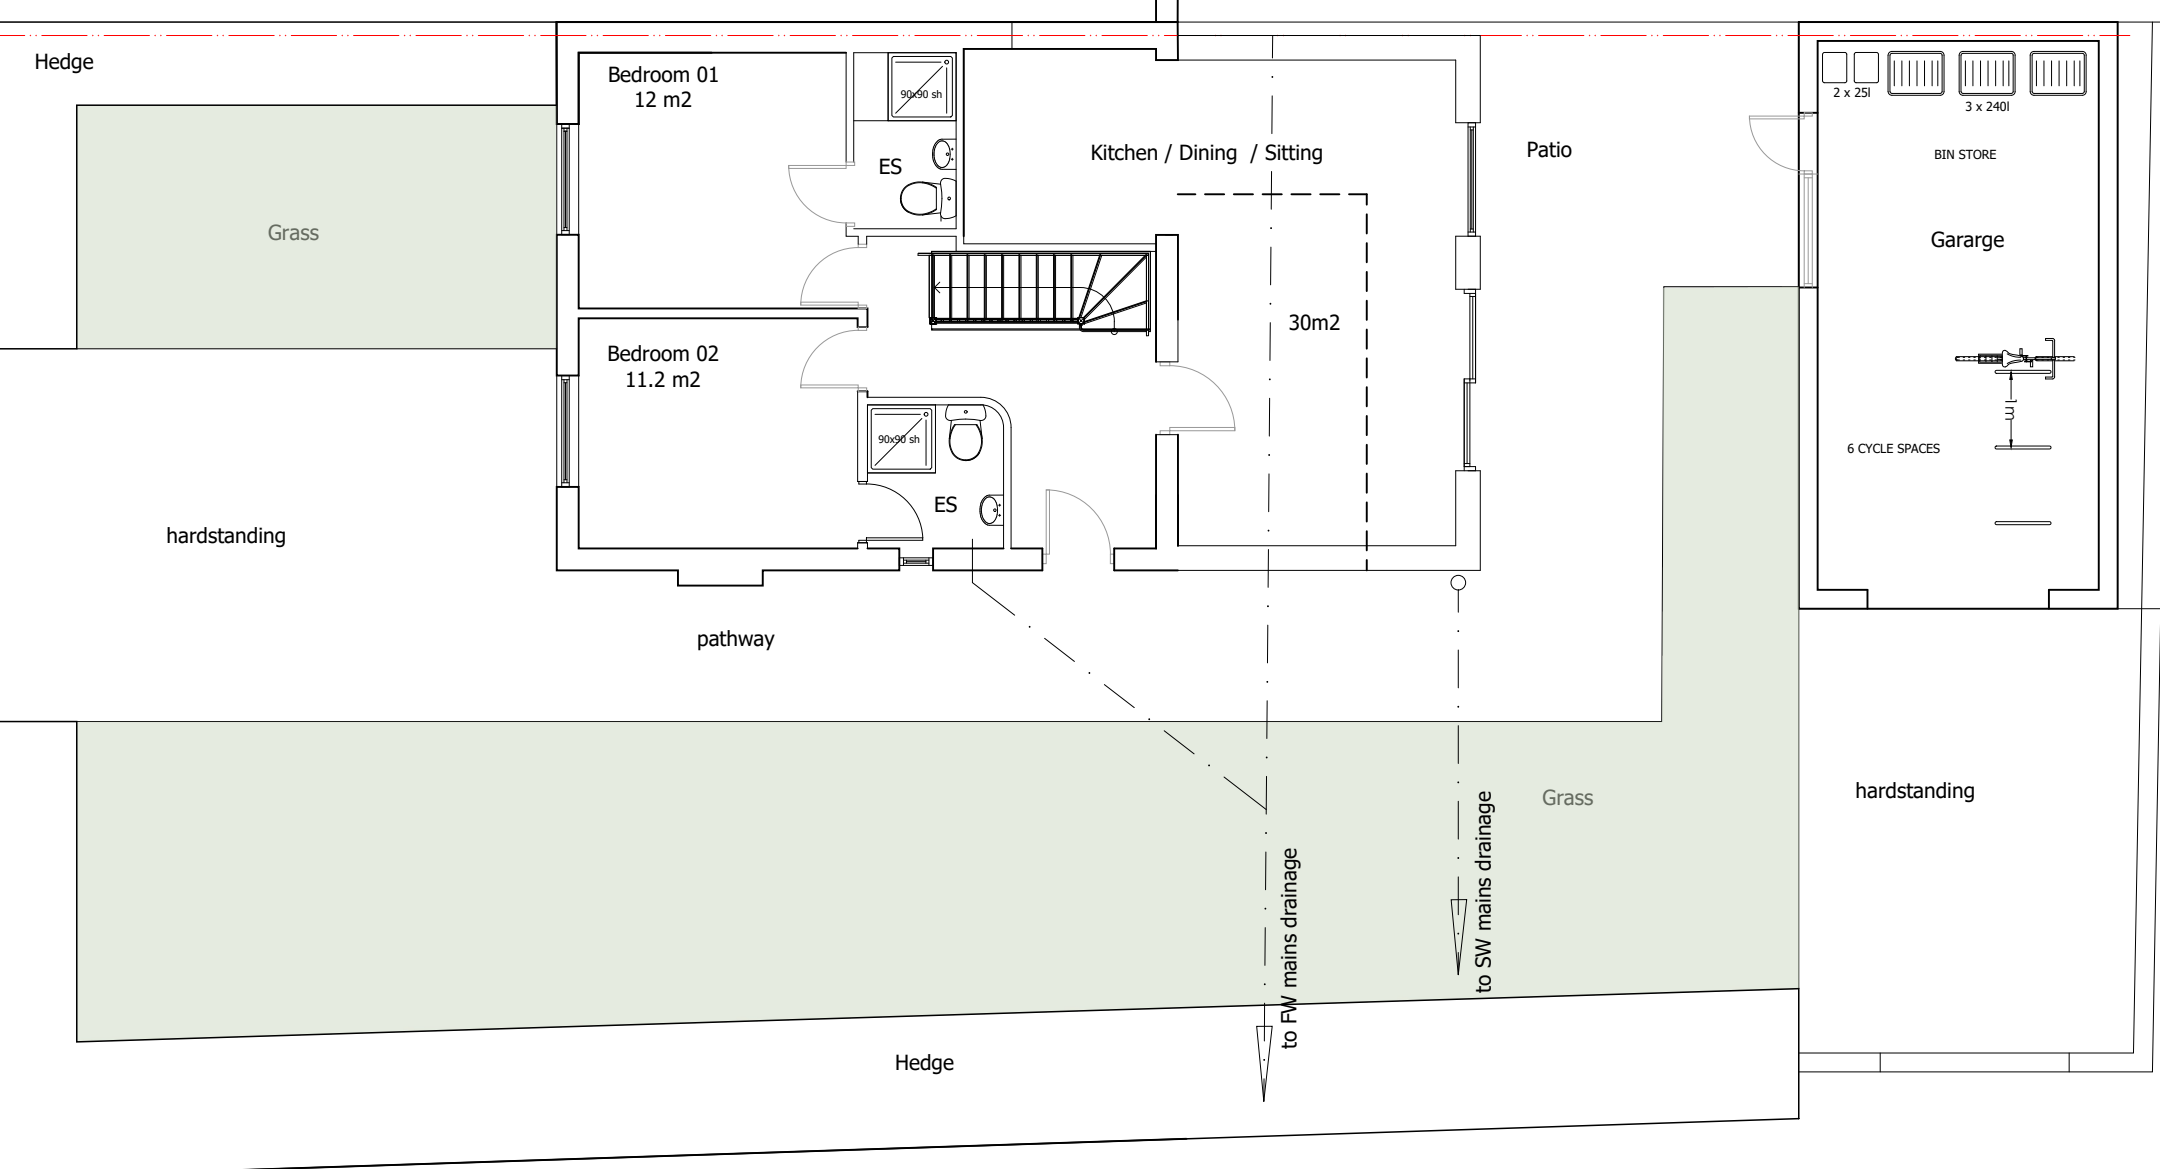 Hedge
Bedroom 01
12 m2
90x90 sh
ES
Kitchen / Dining / Sitting
Patio
2 x 25l
3 x 240l
BIN STORE
Gararge
Grass
30m2
Bedroom 02
11.2 m2
90x90 sh
ES
1m
6 CYCLE SPACES
hardstanding
pathway
Grass
hardstanding
to FW mains drainage
to SW mains drainage
Hedge